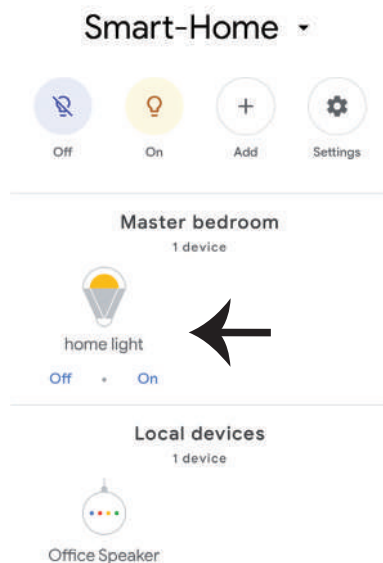 Smart-Home
Off On Add Settings
Master bedroom
1 device
home light
Off • On
Local devices
1 device
Office Speaker